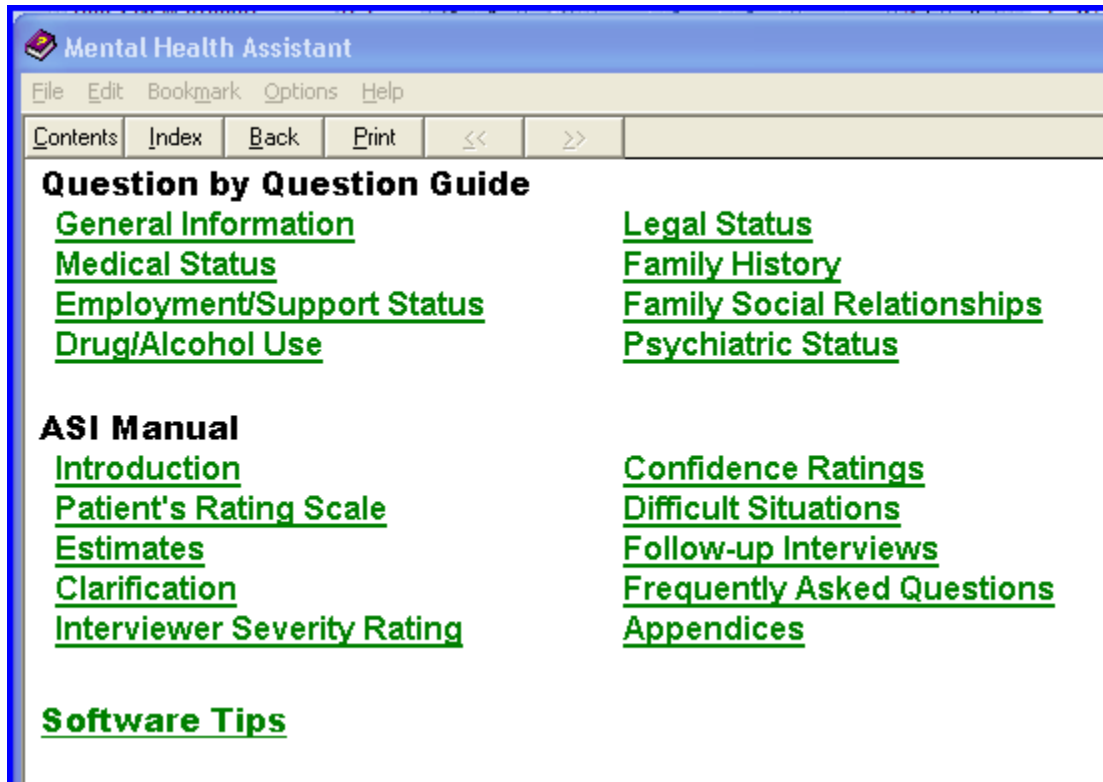 Mental Health Assistant
File Edit Bookmark Options Help
Contents Index Back Print << >>
Question by Question Guide
General Information Legal Status
Medical Status Family History
Employment/Support Status Family Social Relationships
Drug/Alcohol Use Psychiatric Status
ASI Manual
Introduction Confidence Ratings
Patient's Rating Scale Difficult Situations
Estimates Follow-up Interviews
Clarification Frequently Asked Questions
Interviewer Severity Rating Appendices
Software Tips